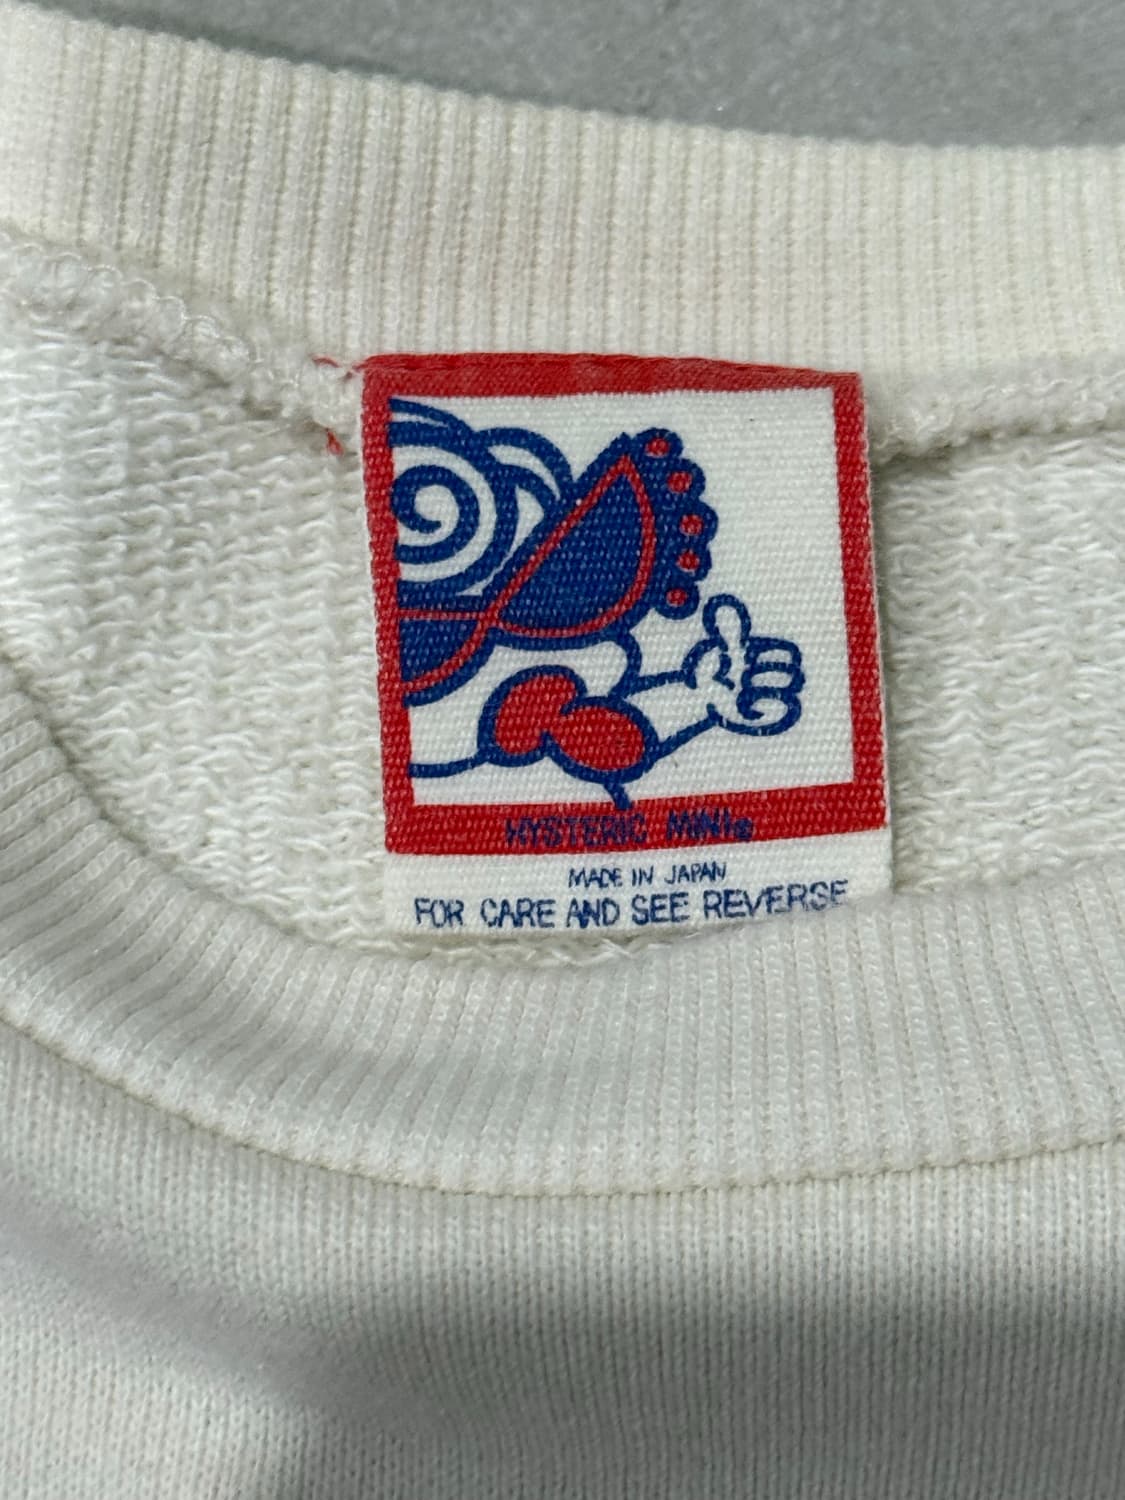 HYSTERIC MINI®
MADE IN JAPAN
FOR CARE AND SEE REVERSE